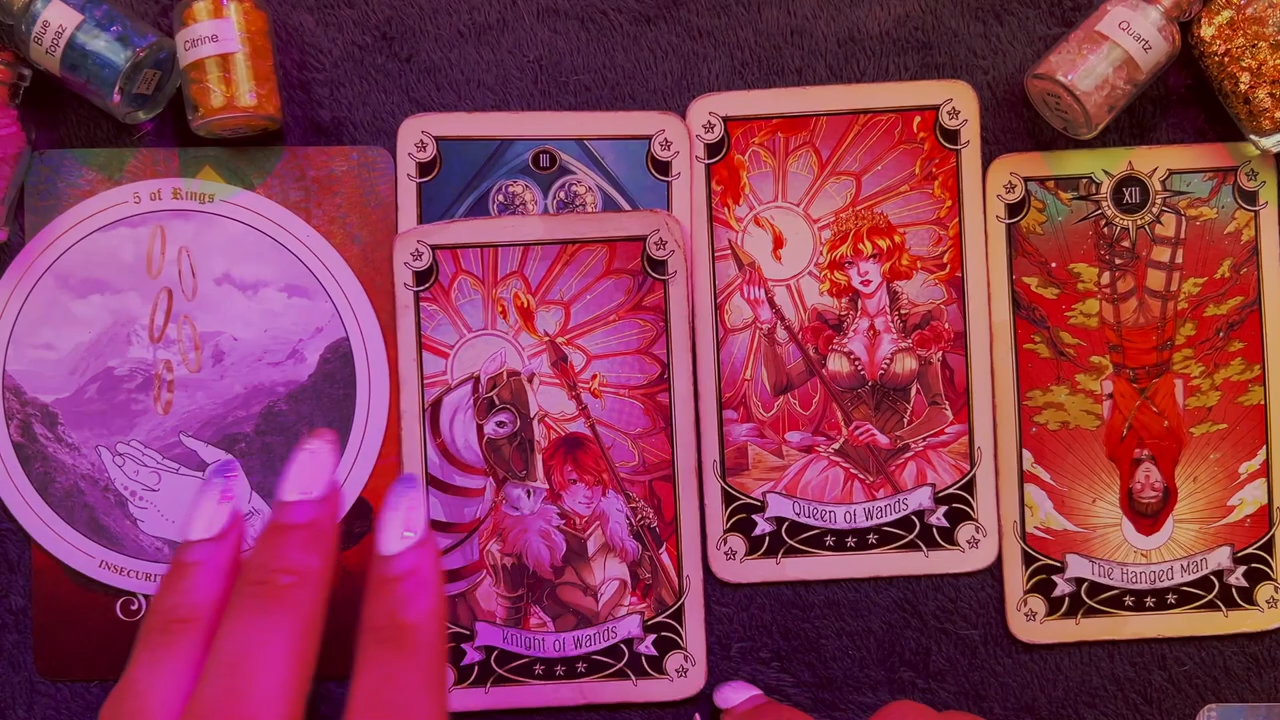 Blue
Topaz
Citrine
Quartz
5 of Rings
INSECURIT
III
Knight of Wands
Queen of Wands
XII
The Hanged Man